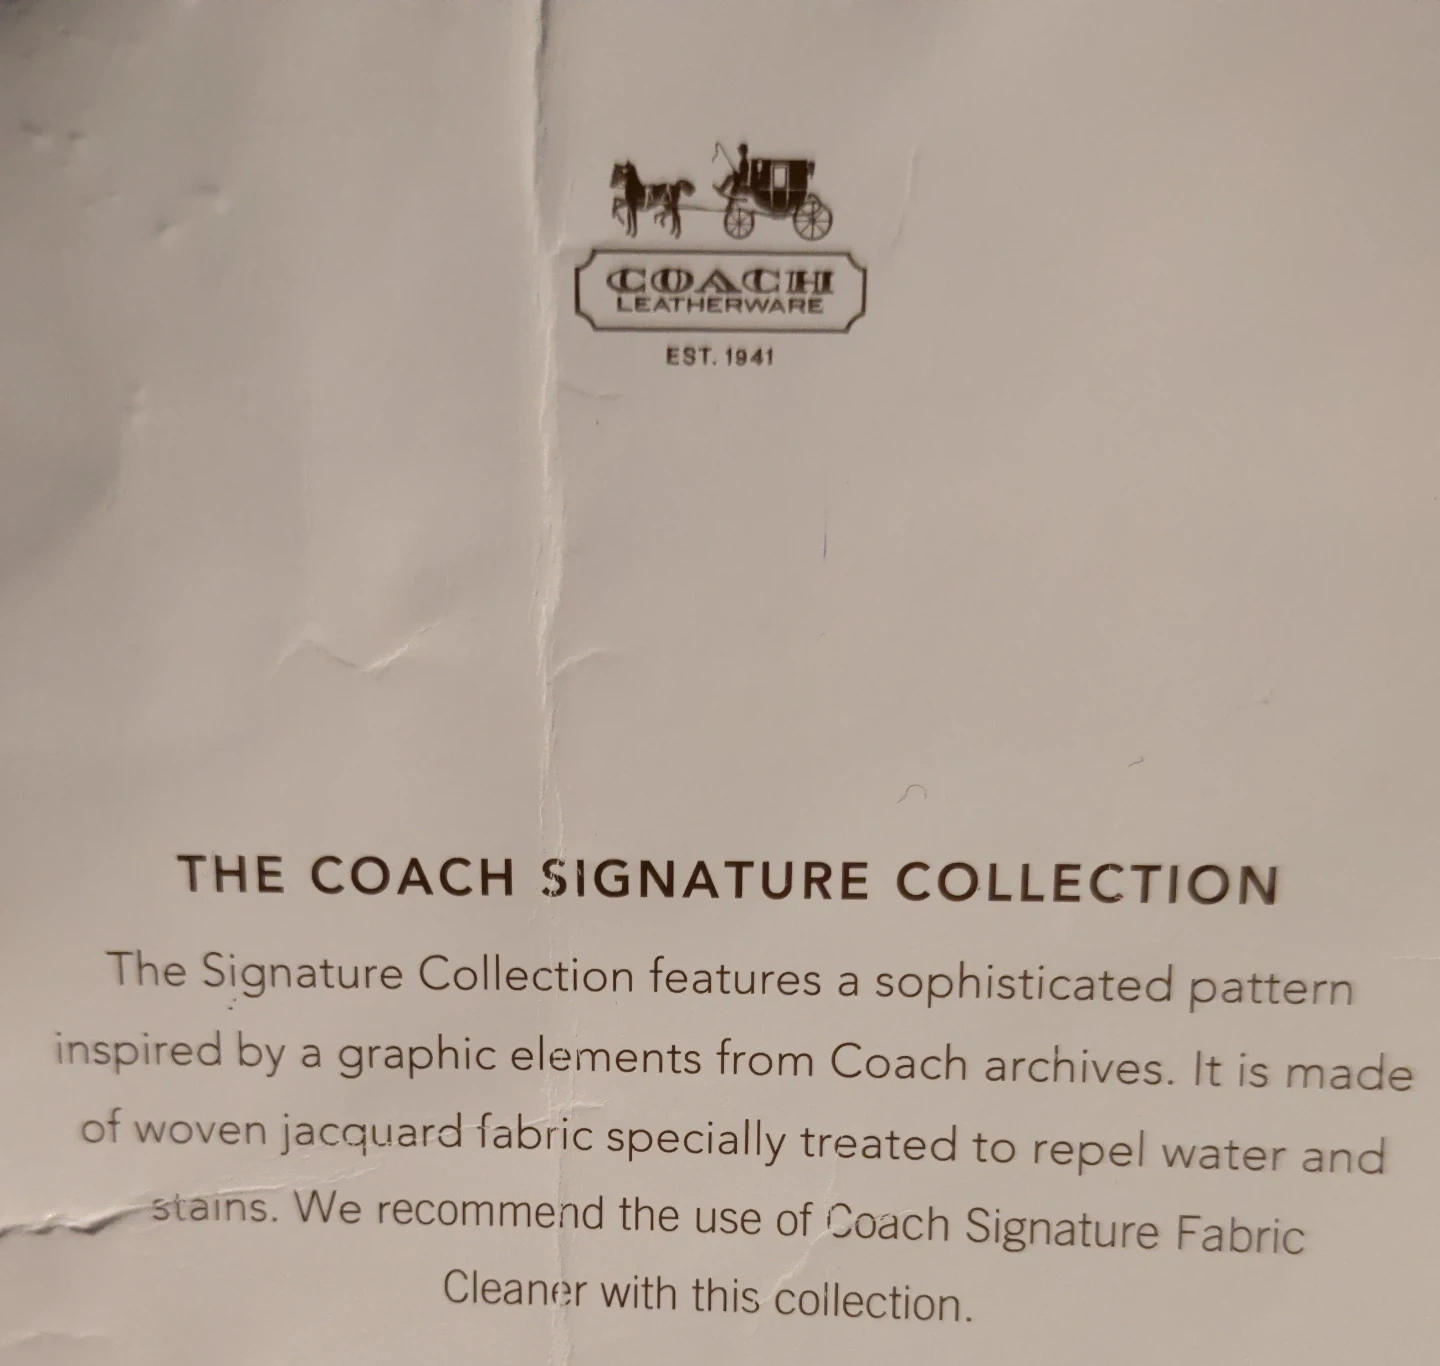 COACH
LEATHERWARE
EST. 1941
THE COACH SIGNATURE COLLECTION
The Signature Collection features a sophisticated pattern
inspired by a graphic elements from Coach archives. It is made
of woven jacquard fabric specially treated to repel water and
stains. We recommend the use of Coach Signature Fabric
Cleaner with this collection.